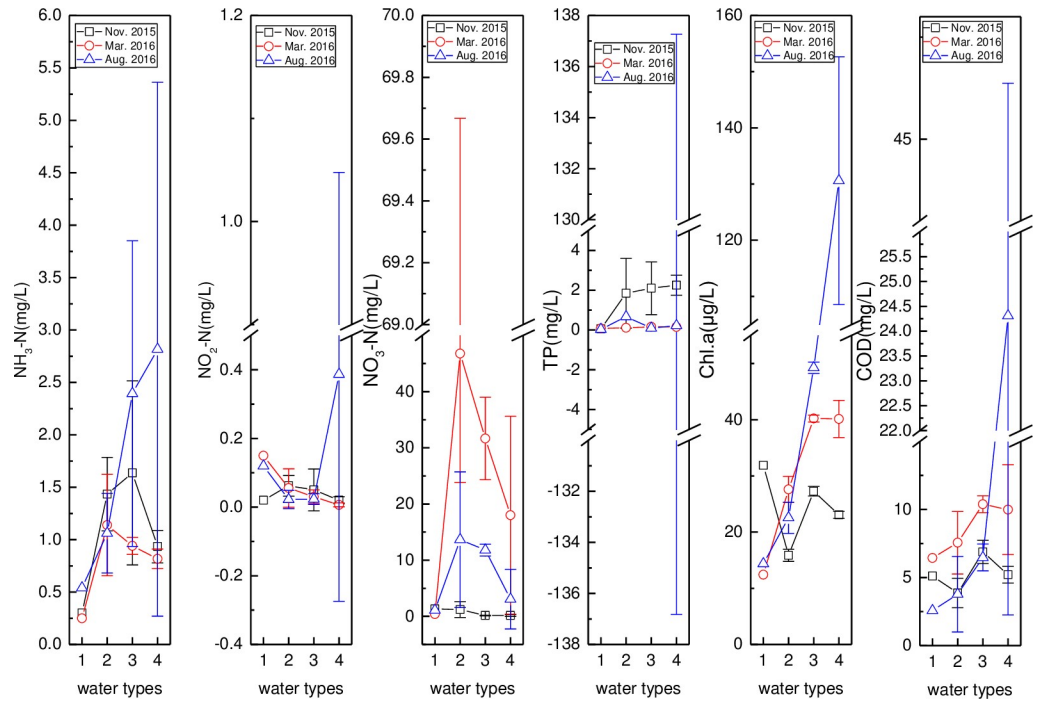 NH3-N(mg/L)
6.0
5.5
5.0
4.5
4.0
3.5
3.0
2.5
2.0
1.5
1.0
0.5
0.0
Nov. 2015
Mar. 2016
Aug. 2016
1 2 3 4
water types
NO2-N(mg/L)
1.2
1.0
0.4
0.2
0.0
-0.2
-0.4
Nov. 2015
Mar. 2016
Aug. 2016
1 2 3 4
water types
NO3-N(mg/L)
70.0
69.8
69.6
69.4
69.2
69.0
40
30
20
10
0
Nov. 2015
Mar. 2016
Aug. 2016
1 2 3 4
water types
TP(mg/L)
138
136
134
132
130
4
2
0
-2
-4
-132
-134
-136
-138
Nov. 2015
Mar. 2016
Aug. 2016
1 2 3 4
water types
Chl.a(μg/L)
160
140
120
40
20
0
Nov. 2015
Mar. 2016
Aug. 2016
1 2 3 4
water types
COD(mg/L)
45
25.5
25.0
24.5
24.0
23.5
23.0
22.5
22.0
10
5
0
Nov. 2015
Mar. 2016
Aug. 2016
1 2 3 4
water types